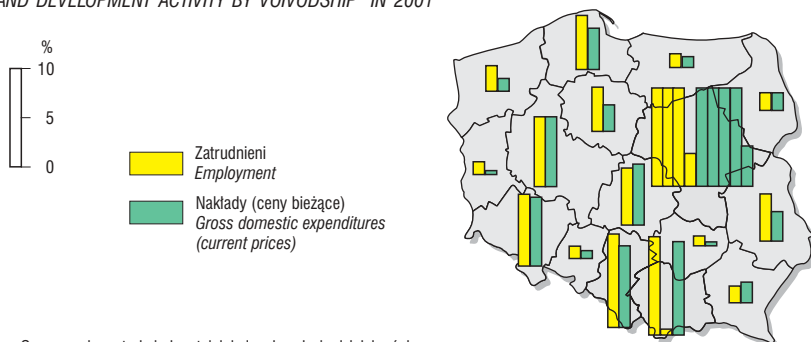 AND DEVELOPMENT ACTIVITY BY VOIVODSHIP IN 2001
%
10
5
0
Zatrudnieni
Employment
Nakłady (ceny bieżące)
Gross domestic expenditures
(current prices)